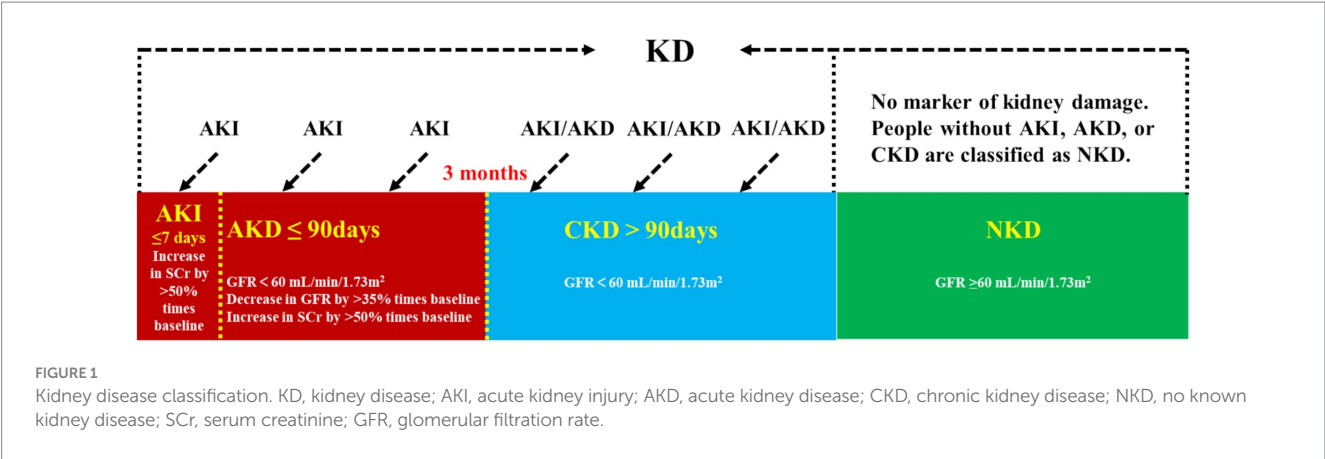 KD
No marker of kidney damage.
People without AKI, AKD, or
CKD are classified as NKD.
AKI
AKI
AKI
AKI/AKD
AKI/AKD
AKI/AKD
3 months
AKI
≤7 days
Increase
in SCr by
>50%
times
baseline
AKD ≤ 90days
GFR < 60 mL/min/1.73m²
Decrease in GFR by >35% times baseline
Increase in SCr by >50% times baseline
CKD > 90days
GFR < 60 mL/min/1.73m²
NKD
GFR ≥60 mL/min/1.73m²
FIGURE 1
Kidney disease classification. KD, kidney disease; AKI, acute kidney injury; AKD, acute kidney disease; CKD, chronic kidney disease; NKD, no known
kidney disease; SCr, serum creatinine; GFR, glomerular filtration rate.